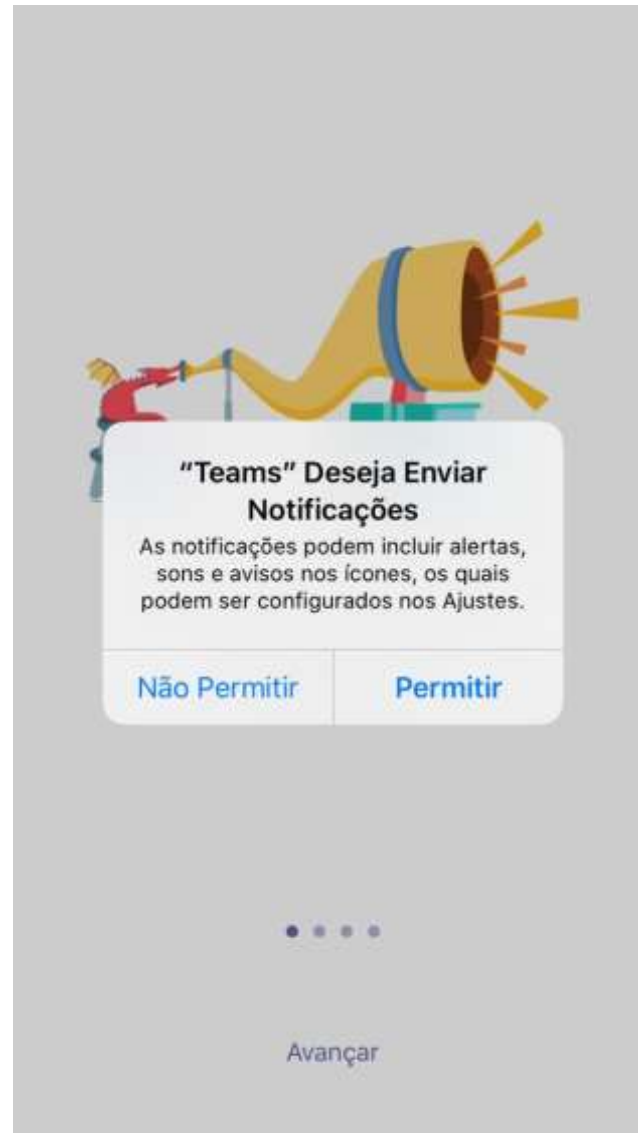 “Teams” Deseja Enviar
Notificações
As notificações podem incluir alertas,
sons e avisos nos ícones, os quais
podem ser configurados nos Ajustes.
Não Permitir
Permitir
Avançar